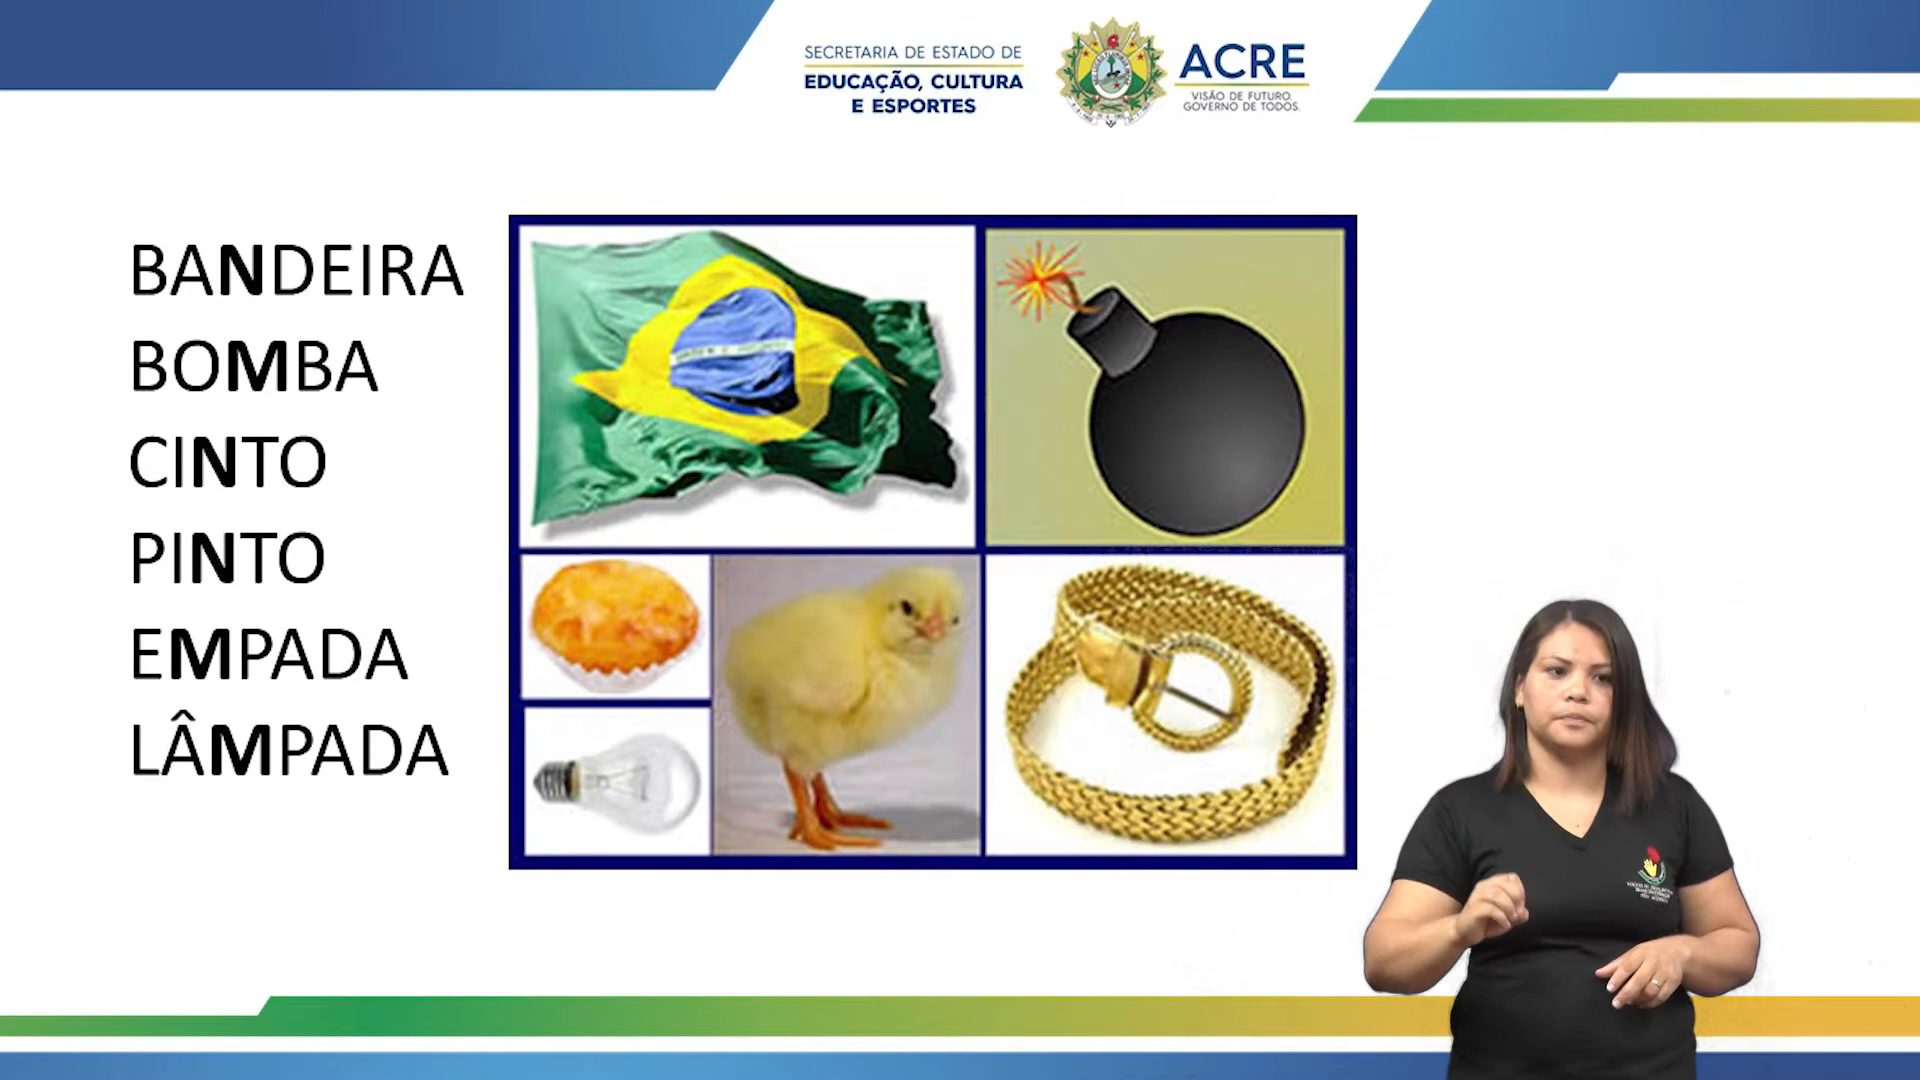 SECRETARIA DE ESTADO DE
EDUCAÇÃO, CULTURA
E ESPORTES
ACRE
VISÃO DE FUTURO.
GOVERNO DE TODOS.
BANDEIRA
BOMBA
CINTO
PINTO
EMPADA
LÂMPADA